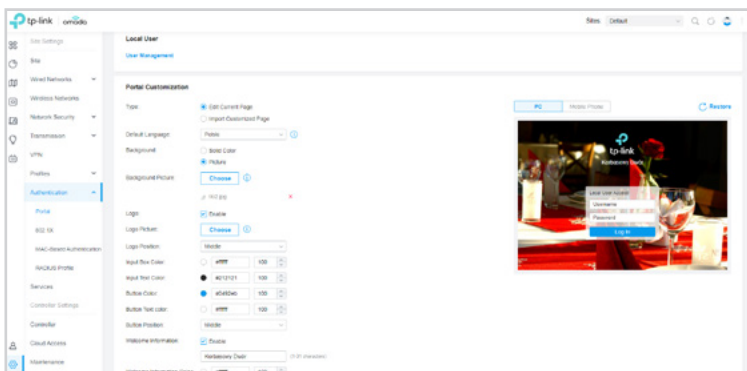 tp-link omada
Sites: Default
Site Settings
Site
Wired Networks
Wireless Networks
Network Security
Transmission
VPN
Profiles
Authentication
Portal
802.1X
MAC-Based Authentication
RADIUS Profile
Services
Controller Settings
Controller
Cloud Access
Maintenance
Local User
User Management
Portal Customization
Type:
Edit Current Page
Import Customized Page
Default Language:
Background:
Solid Color
Picture
Background Picture:
Choose
Logo:
Enable
Logo Picture:
Choose
Logo Position:
Middle
Input Box Color:
#ffffff
100
Input Text Color:
100
Button Color:
100
Button Text color:
#ffffff
100
Button Position:
Middle
Welcome Information:
Enable
(1-31 characters)
PC
Mobile Phone
Restore
tp-link
Username
Password
Log In